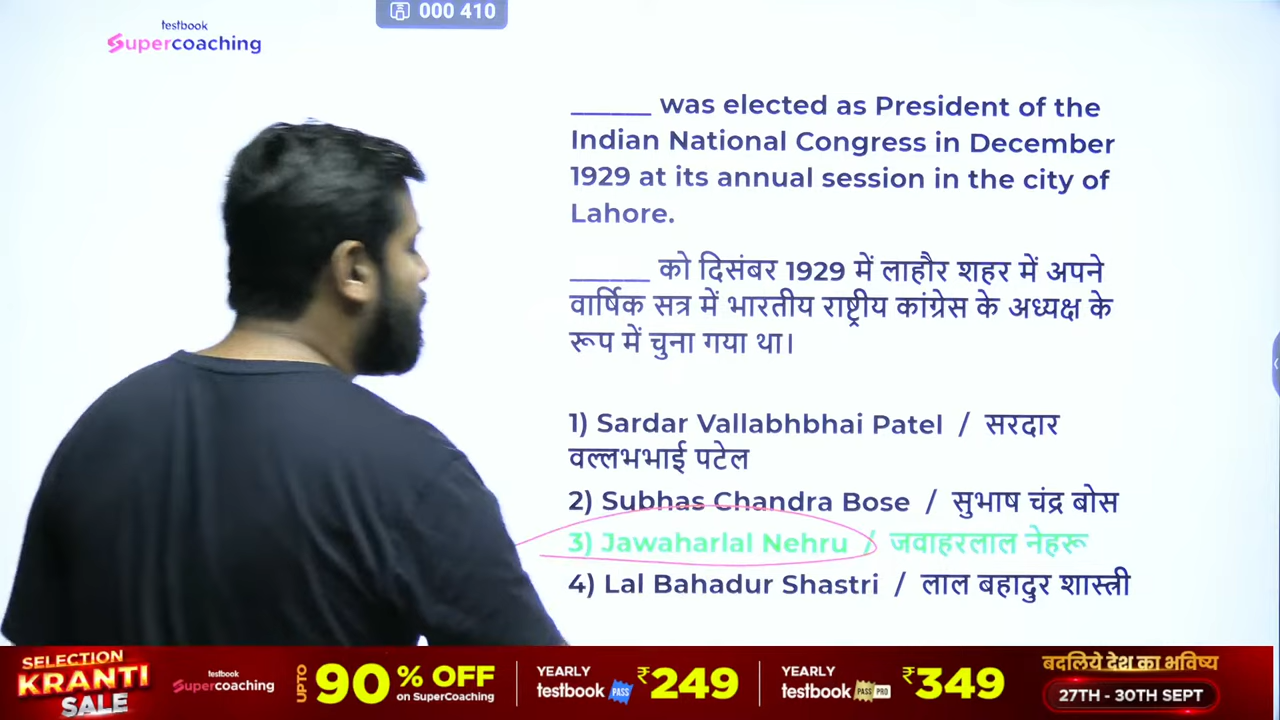 000 410
testbook
Supercoaching
_____ was elected as President of the
Indian National Congress in December
1929 at its annual session in the city of
Lahore.
_____ को दिसंबर 1929 में लाहौर शहर में अपने
वार्षिक सत्र में भारतीय राष्ट्रीय कांग्रेस के अध्यक्ष के
रूप में चुना गया था।
1) Sardar Vallabhbhai Patel / सरदार
वल्लभभाई पटेल
2) Subhas Chandra Bose / सुभाष चंद्र बोस
3) Jawaharlal Nehru / जवाहरलाल नेहरू
4) Lal Bahadur Shastri / लाल बहादुर शास्त्री
SELECTION
KRANTI
SALE
testbook
Supercoaching
UPTO 90% OFF
on SuperCoaching
YEARLY
testbook PASS
₹249
YEARLY
testbook PASS PRO
₹349
बदलिये देश का भविष्य
27TH - 30TH SEPT